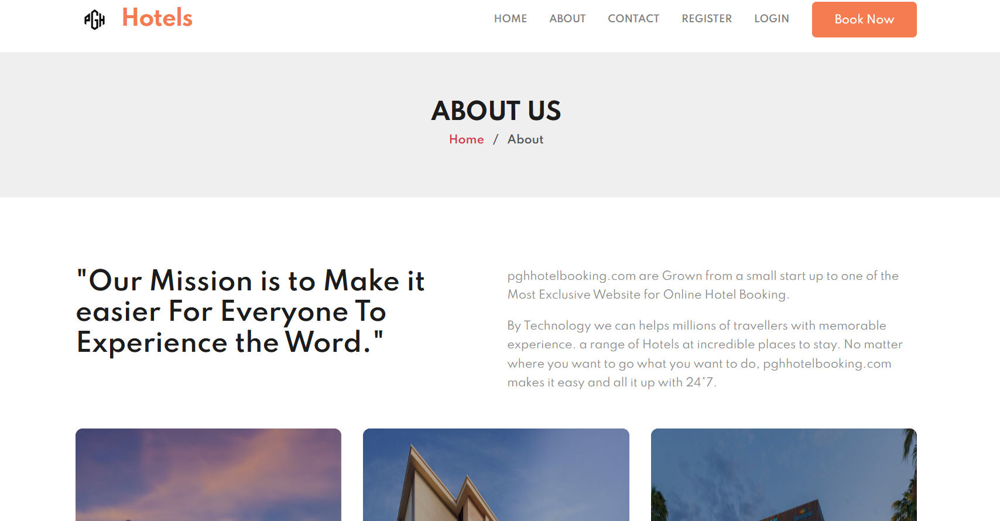 PGH Hotels HOME ABOUT CONTACT REGISTER LOGIN Book Now
ABOUT US
Home / About
"Our Mission is to Make it
easier For Everyone To
Experience the Word."
pghhotelbooking.com are Grown from a small start up to one of the
Most Exclusive Website for Online Hotel Booking.
By Technology we can helps millions of travellers with memorable
experience. a range of Hotels at incredible places to stay. No matter
where you want to go what you want to do, pghhotelbooking.com
makes it easy and all it up with 24*7.